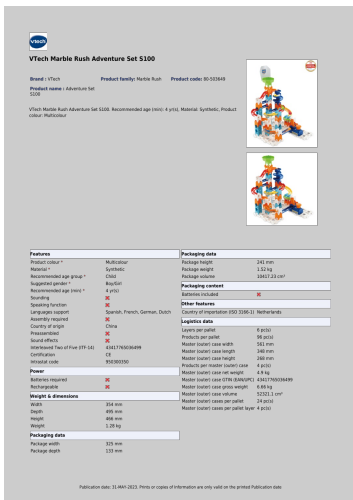 vtech
VTech Marble Rush Adventure Set S100
Brand : VTech
Product family: Marble Rush
Product code: 80-503649
Product name : Adventure Set
S100
VTech Marble Rush Adventure Set S100. Recommended age (min): 4 yr(s), Material: Synthetic, Product
colour: Multicolour
Features
Product colour * Multicolour
Material * Synthetic
Recommended age group * Child
Suggested gender * Boy/Girl
Recommended age (min) * 4 yr(s)
Sounding
Speaking function
Languages support Spanish, French, German, Dutch
Assembly required
Country of origin China
Preassembled
Sound effects
Interleaved Two of Five (ITF-14) 43417765036499
Certification CE
Intrastat code 950300350
Power
Batteries required
Rechargeable
Weight & dimensions
Width 354 mm
Depth 495 mm
Height 466 mm
Weight 1.28 kg
Packaging data
Package width 325 mm
Package depth 133 mm
Packaging data
Package height 241 mm
Package weight 1.52 kg
Package volume 10417.23 cm³
Packaging content
Batteries included
Other features
Country of importation (ISO 3166-1) Netherlands
Logistics data
Layers per pallet 6 pc(s)
Products per pallet 96 pc(s)
Master (outer) case width 561 mm
Master (outer) case length 348 mm
Master (outer) case height 268 mm
Products per master (outer) case 4 pc(s)
Master (outer) case net weight 4.9 kg
Master (outer) case GTIN (EAN/UPC) 43417765036499
Master (outer) case gross weight 6.86 kg
Master (outer) case volume 52321.1 cm³
Master (outer) cases per pallet 24 pc(s)
Master (outer) cases per pallet layer 4 pc(s)
Publication date: 31-MAY-2023. Prints or copies of information are only valid on the printed Publication date